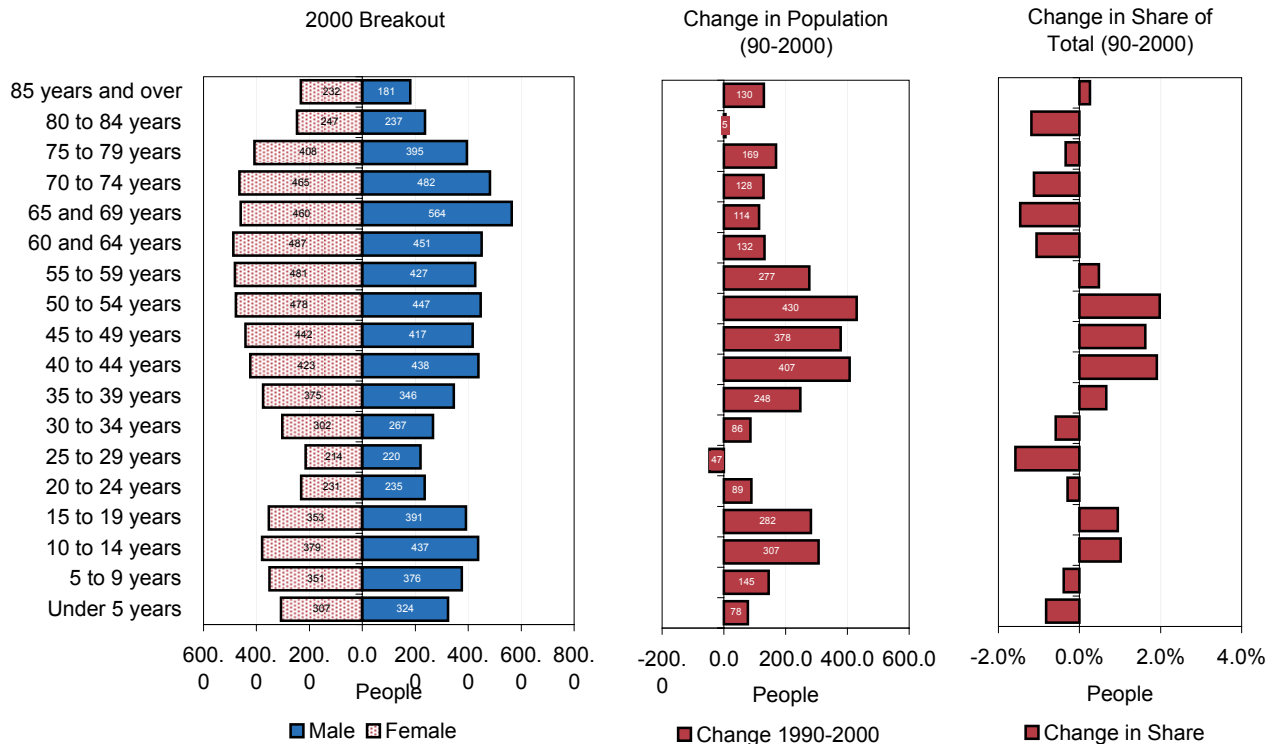 2000 Breakout
Change in Population
(90-2000)
Change in Share of
Total (90-2000)
85 years and over 232 181 130
80 to 84 years 247 237 5
75 to 79 years 408 395 169
70 to 74 years 465 482 128
65 and 69 years 460 564 114
60 and 64 years 487 451 132
55 to 59 years 481 427 277
50 to 54 years 478 447 430
45 to 49 years 442 417 378
40 to 44 years 423 438 407
35 to 39 years 375 346 248
30 to 34 years 302 267 86
25 to 29 years 214 220 47
20 to 24 years 231 235 89
15 to 19 years 353 391 282
10 to 14 years 379 437 307
5 to 9 years 351 376 145
Under 5 years 307 324 78
600. 400. 200. 0.0 200. 400. 600. 800.
0 0 0 0 0 0 0
People
Male Female
-200. 0.0 200.0 400.0 600.0
0
People
Change 1990-2000
-2.0% 0.0% 2.0% 4.0%
People
Change in Share